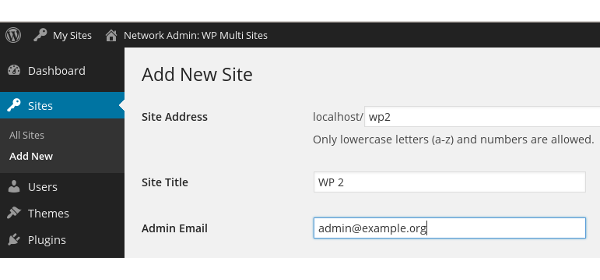 My Sites Network Admin: WP Multi Sites
Dashboard
Sites
All Sites
Add New
Users
Themes
Plugins
Add New Site
Site Address localhost/ wp2
Only lowercase letters (a-z) and numbers are allowed.
Site Title WP 2
Admin Email admin@example.org